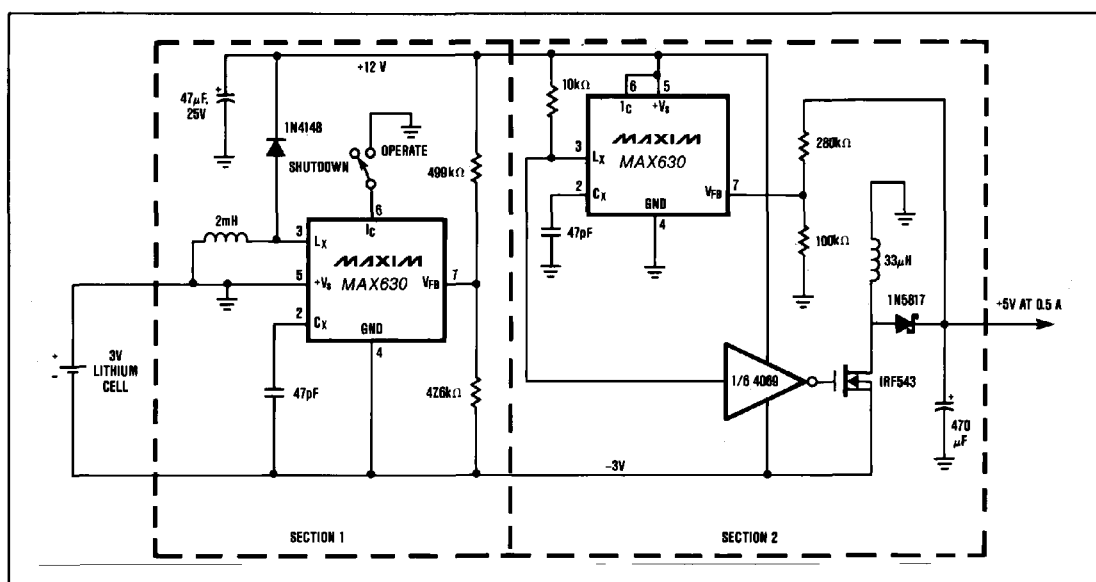 +12 V
47µF,
25V
1N4148
OPERATE
SHUTDOWN
499kΩ
2mH
6
IC
3
LX
MAXIM
MAX630
5
+VS
VFB
7
2
CX
GND
4
+
-
3V
LITHIUM
CELL
47pF
47.6kΩ
SECTION 1
10kΩ
6
5
IC
+VS
3
LX
MAXIM
MAX630
2
CX
VFB
7
GND
4
47pF
280kΩ
100kΩ
33µH
1N5817
+5V AT 0.5 A
1/6 4069
IRF543
+
470
µF
–3V
SECTION 2